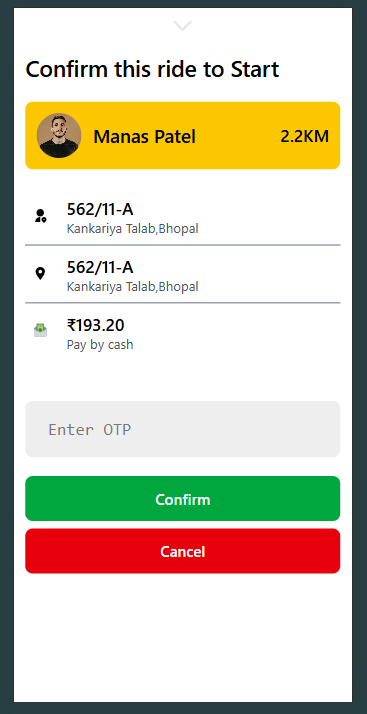 Confirm this ride to Start
Manas Patel 2.2KM
562/11-A
Kankariya Talab,Bhopal
562/11-A
Kankariya Talab,Bhopal
₹193.20
Pay by cash
Enter OTP
Confirm
Cancel